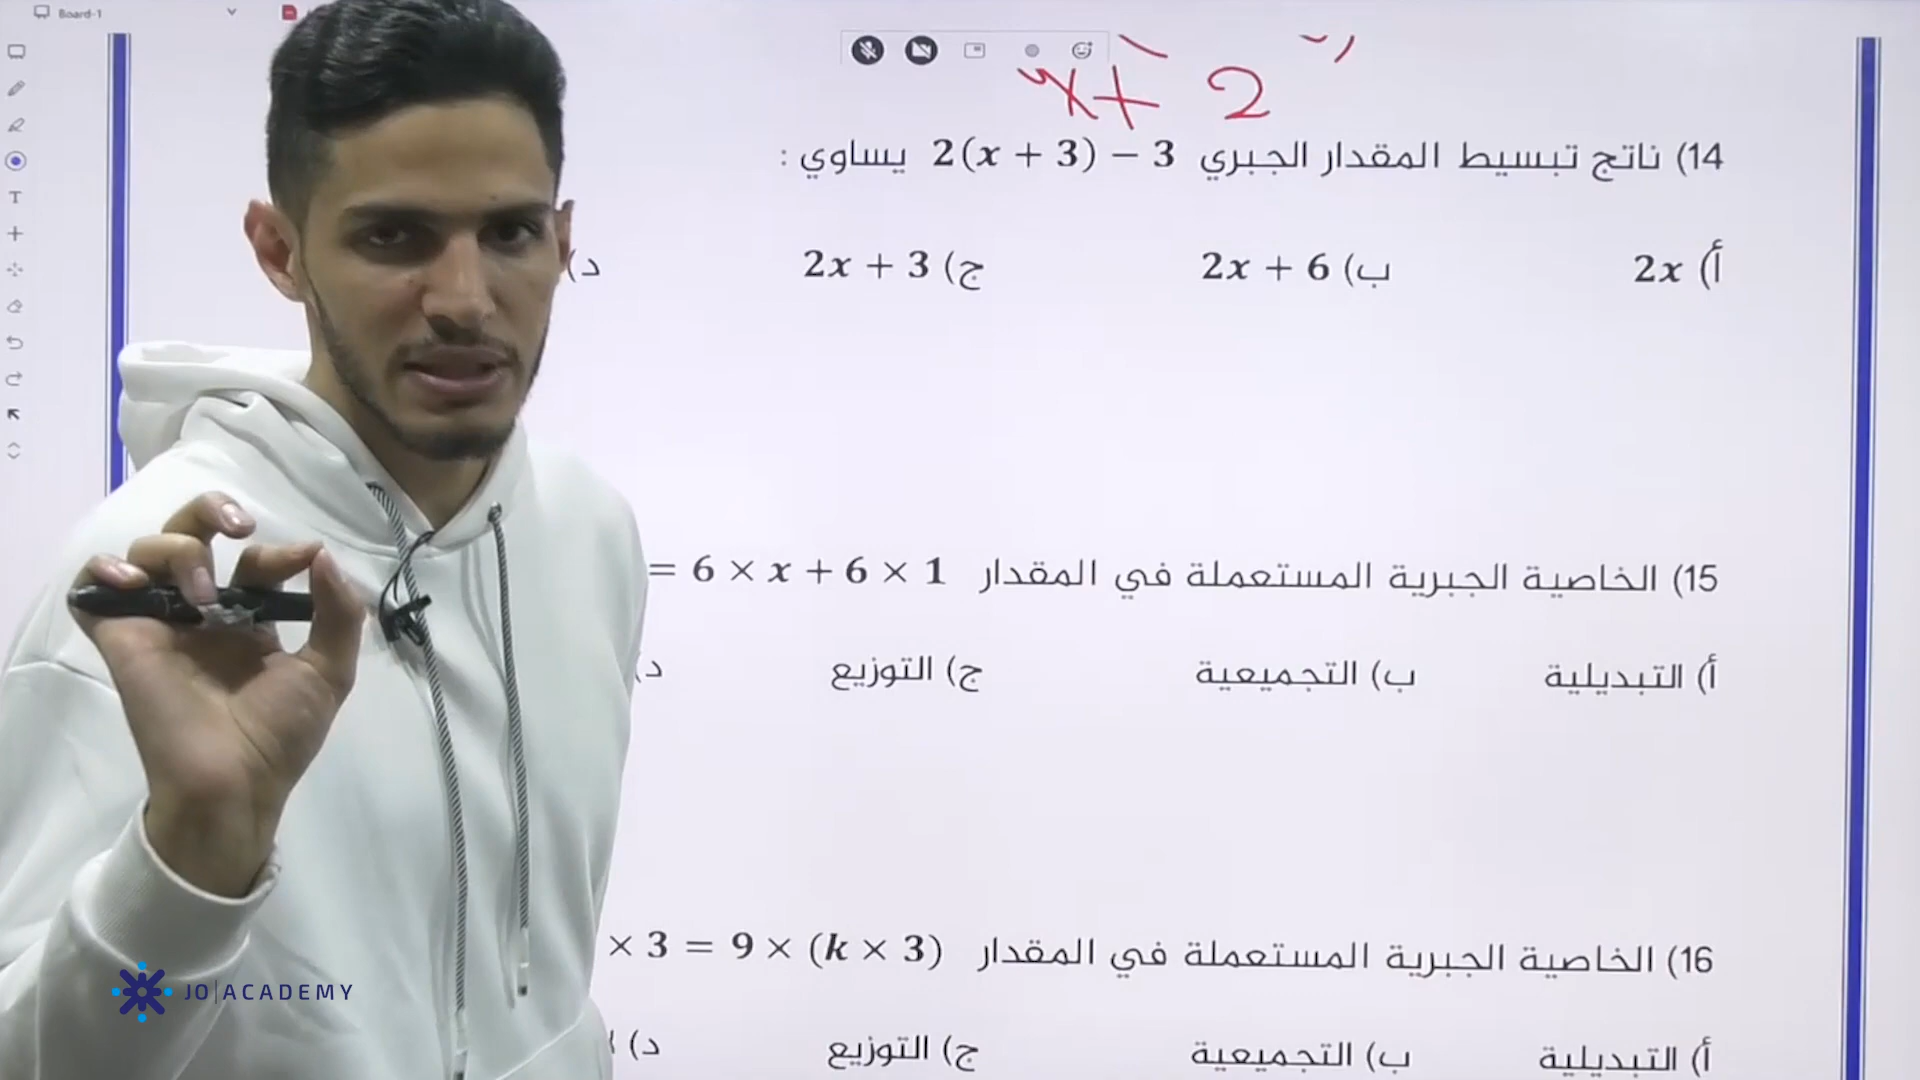 Board-1
x + 2
14) ناتج تبسيط المقدار الجبري 2(x + 3) − 3 يساوي :
أ) 2x ب) 2x + 6 ج) 2x + 3 د)
15) الخاصية الجبرية المستعملة في المقدار = 6 × x + 6 × 1
أ) التبديلية ب) التجميعية ج) التوزيع د)
16) الخاصية الجبرية المستعملة في المقدار × 3 = 9 × (k × 3)
أ) التبديلية ب) التجميعية ج) التوزيع د)
JO ACADEMY